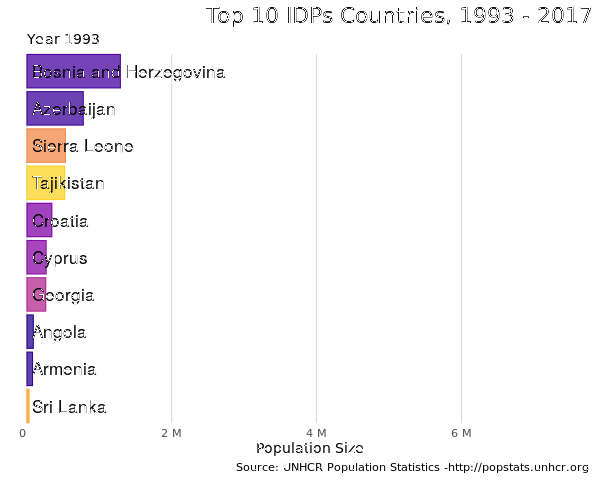 Top 10 IDPs Countries, 1993 - 2017
Year 1993
Bosnia and Herzegovina
Azerbaijan
Sierra Leone
Tajikistan
Croatia
Cyprus
Georgia
Angola
Armenia
Sri Lanka
0 2 M 4 M 6 M
Population Size
Source: UNHCR Population Statistics -http://popstats.unhcr.org